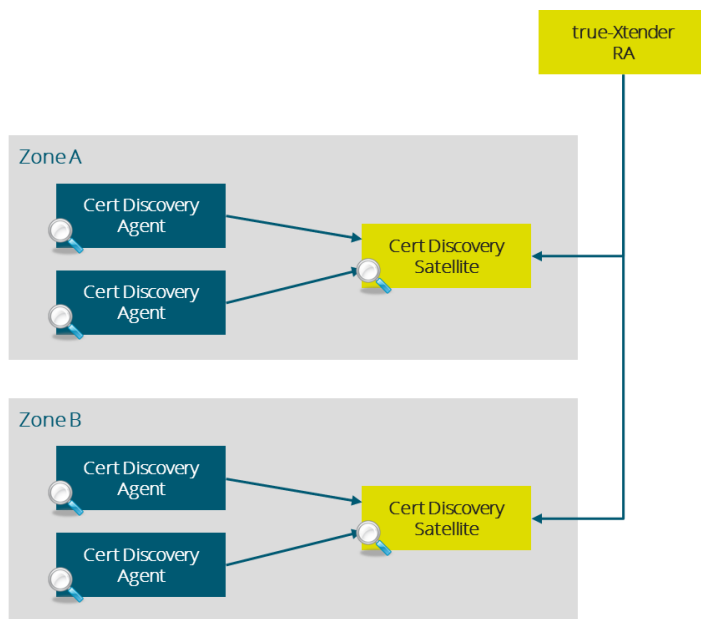 true-Xtender
RA
Zone A
Cert Discovery
Agent
Cert Discovery
Satellite
Cert Discovery
Agent
Zone B
Cert Discovery
Agent
Cert Discovery
Satellite
Cert Discovery
Agent